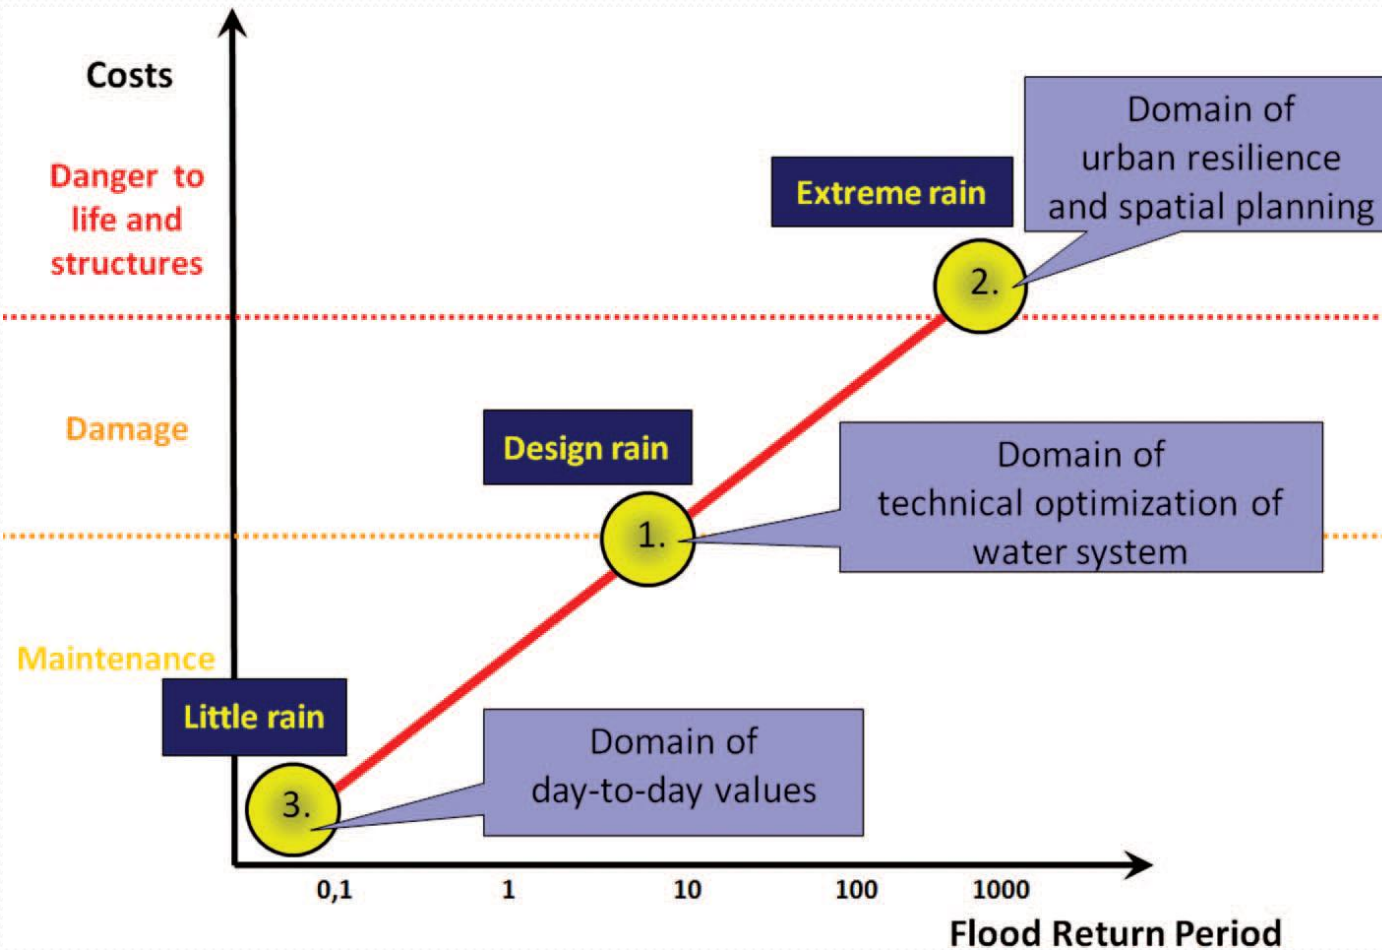 Costs
Danger to
life and
structures
Damage
Maintenance
Extreme rain
Domain of
urban resilience
and spatial planning
2.
Design rain
Domain of
technical optimization of
water system
1.
Little rain
Domain of
day-to-day values
3.
0,1 1 10 100 1000
Flood Return Period